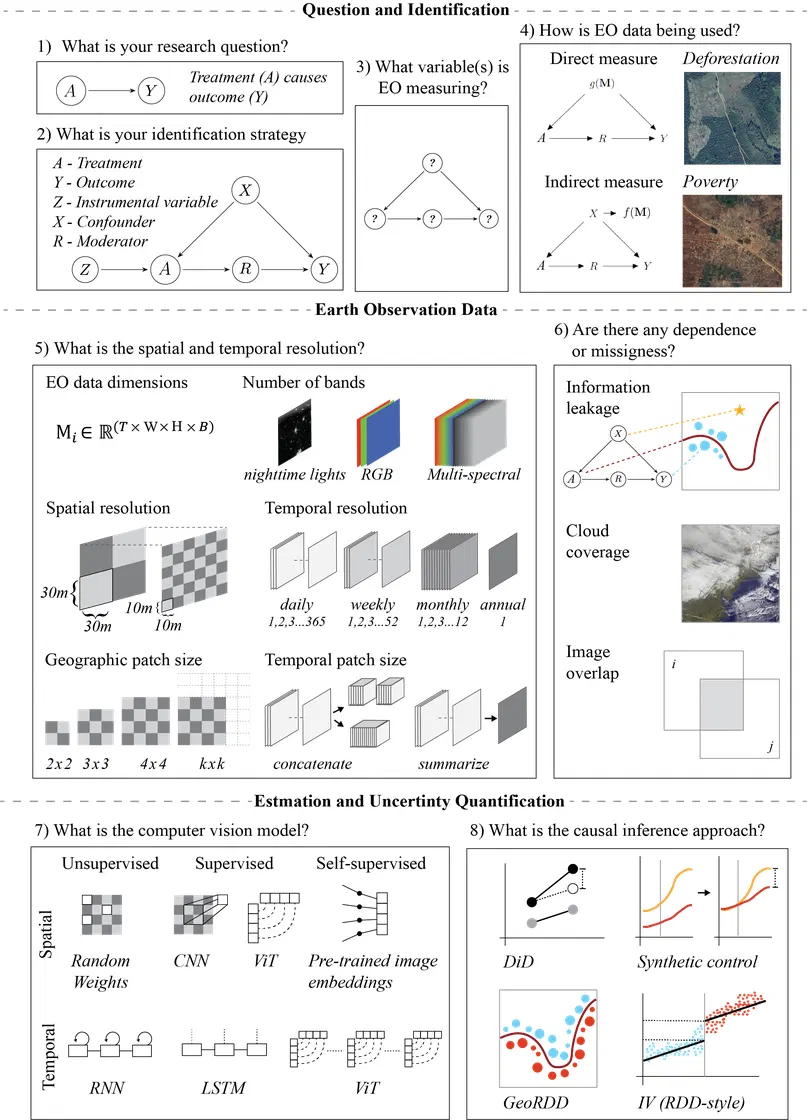 Question and Identification
1) What is your research question?
A
Y
Treatment (A) causes
outcome (Y)
2) What is your identification strategy
A - Treatment
Y - Outcome
Z - Instrumental variable
X - Confounder
R - Moderator
X
Z
A
R
Y
3) What variable(s) is
EO measuring?
?
?
?
?
4) How is EO data being used?
Direct measure
Deforestation
g(M)
A
R
Y
Indirect measure
Poverty
X
f(M)
A
R
Y
Earth Observation Data
5) What is the spatial and temporal resolution?
EO data dimensions
M𝑖 ∈ ℝ(T × W × H × B)
Number of bands
nighttime lights
RGB
Multi-spectral
Spatial resolution
30m
30m
10m
10m
Temporal resolution
daily
weekly
monthly
annual
1,2,3...365
1,2,3...52
1,2,3...12
1
Geographic patch size
2x2
3x3
4x4
kxk
Temporal patch size
concatenate
summarize
6) Are there any dependence
or missigness?
Information
leakage
X
A
R
Y
Cloud
coverage
Image
overlap
i
j
Estmation and Uncertinty Quantification
7) What is the computer vision model?
Unsupervised
Supervised
Self-supervised
Spatial
Random
Weights
CNN
ViT
Pre-trained image
embeddings
Temporal
RNN
LSTM
ViT
8) What is the causal inference approach?
DiD
Synthetic control
GeoRDD
IV (RDD-style)